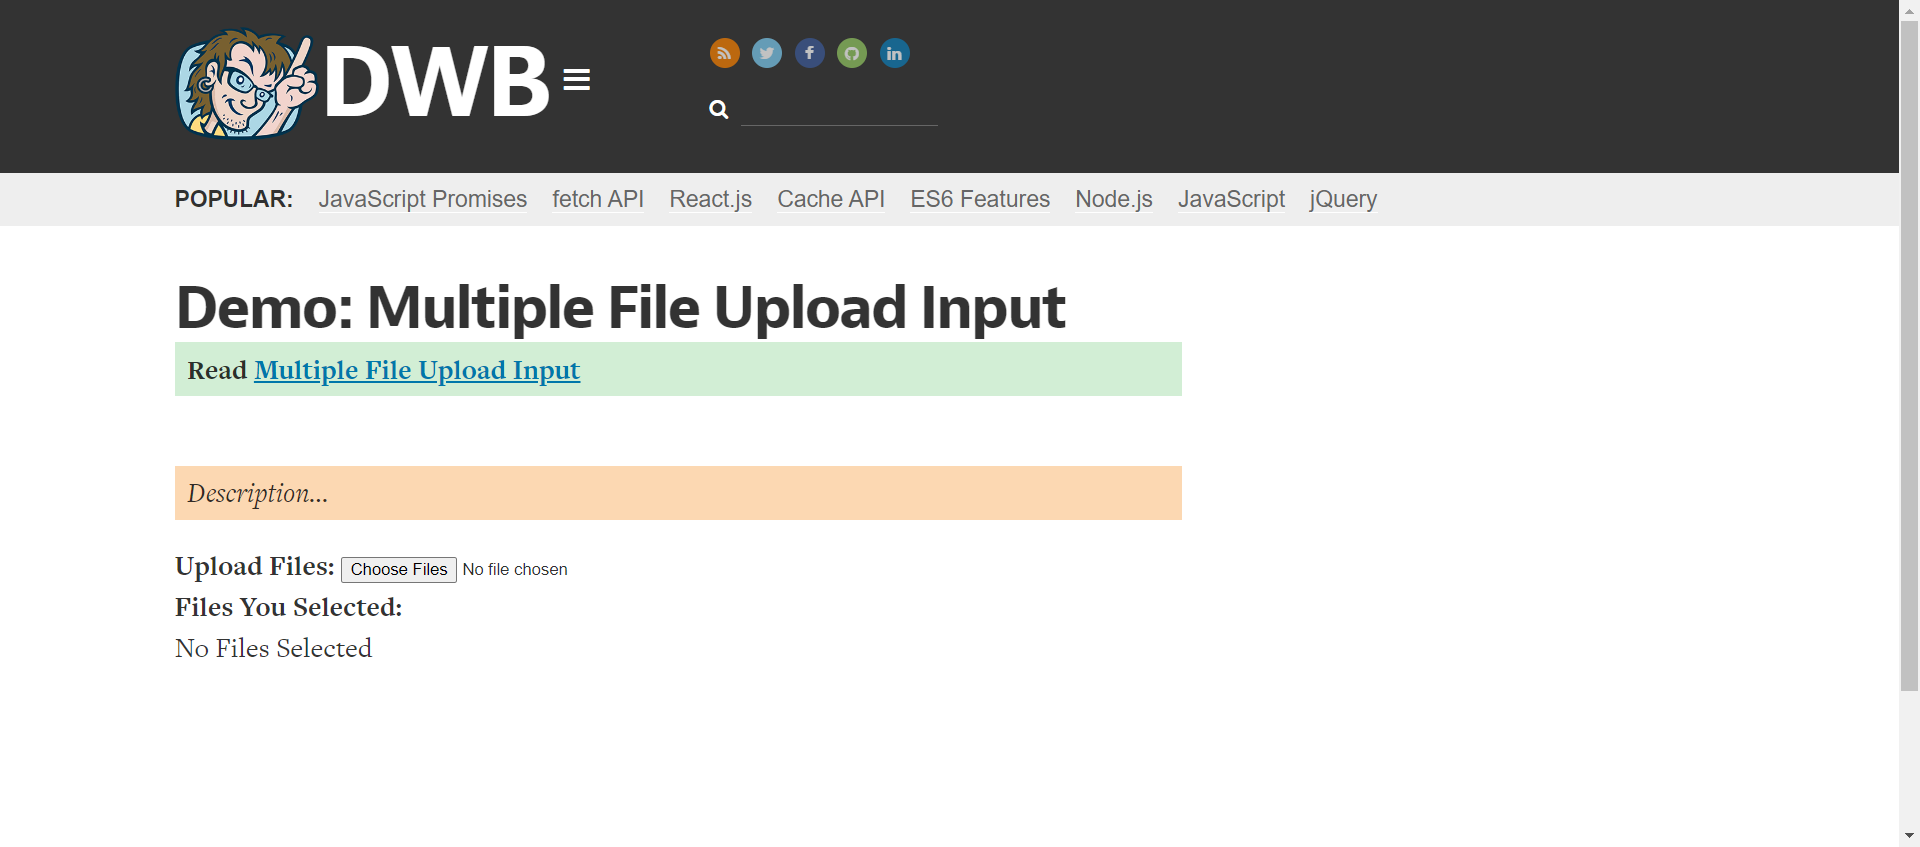 DWB
POPULAR: JavaScript Promises fetch API React.js Cache API ES6 Features Node.js JavaScript jQuery
Demo: Multiple File Upload Input
Read Multiple File Upload Input
Description...
Upload Files: Choose Files No file chosen
Files You Selected:
No Files Selected